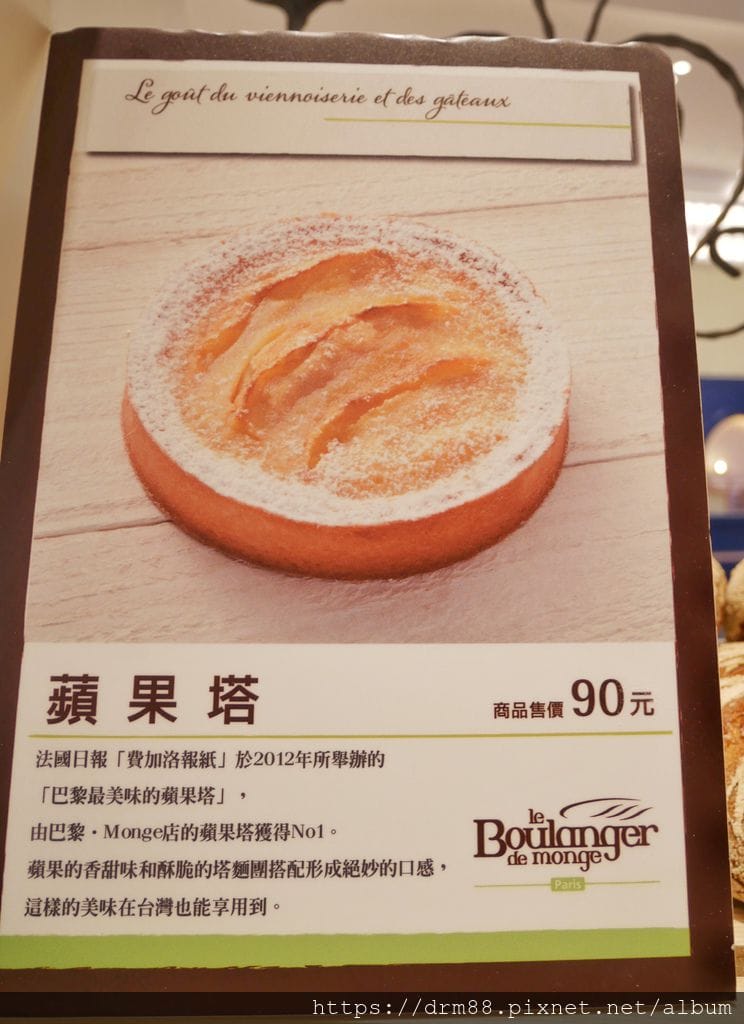 Le goût du viennoiserie et des gâteaux
蘋果塔
商品售價 90元
法國日報「費加洛報紙」於2012年所舉辦的
「巴黎最美味的蘋果塔」，
由巴黎・Monge店的蘋果塔獲得No1。
蘋果的香甜味和酥脆的塔麵團搭配形成絕妙的口感，
這樣的美味在台灣也能享用到。
le
Boulanger
de monge
Paris
https://drm88.pixnet.net/album